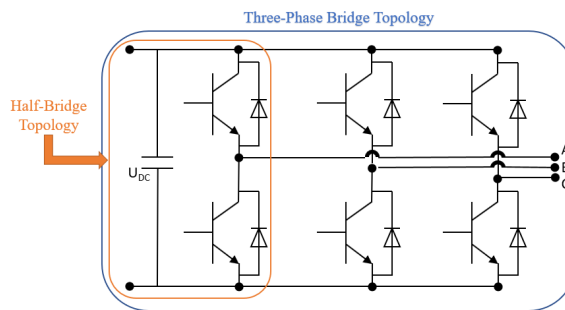 Three-Phase Bridge Topology
Half-Bridge
Topology
U_DC
A
B
C